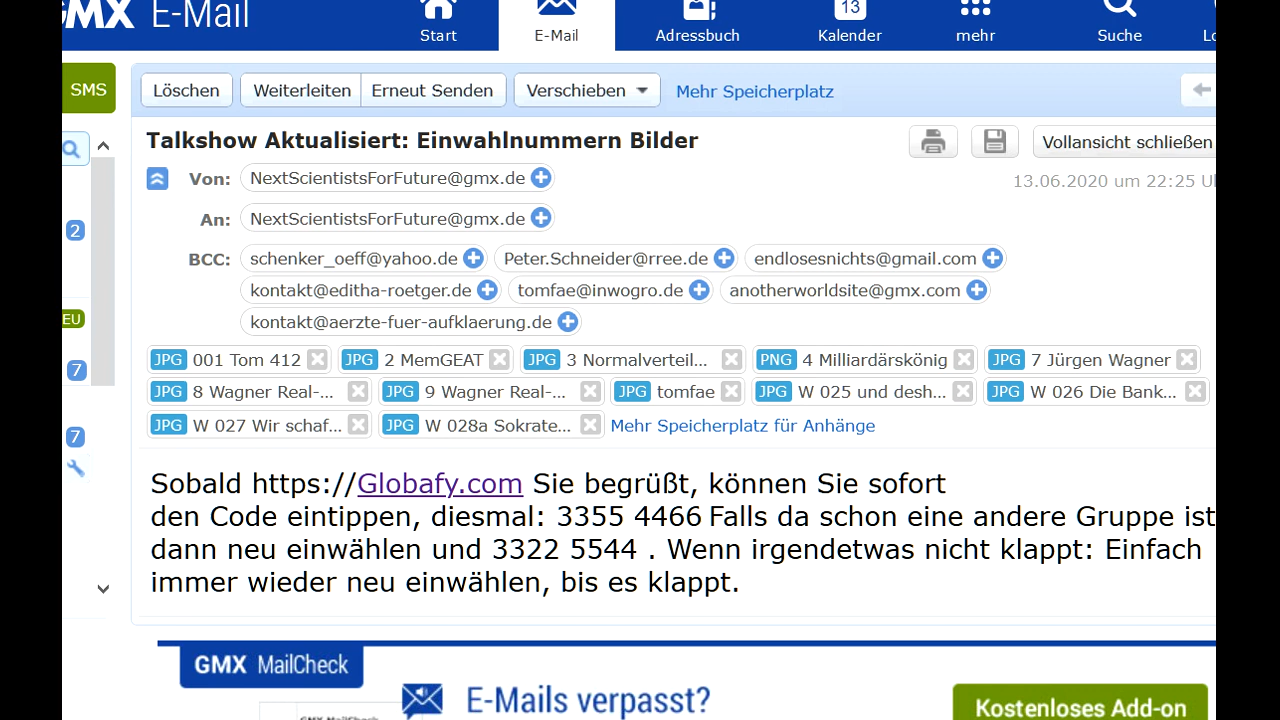 GMX E-Mail
Start E-Mail Adressbuch 13 Kalender mehr Suche
SMS Löschen Weiterleiten Erneut Senden Verschieben Mehr Speicherplatz
Talkshow Aktualisiert: Einwahlnummern Bilder Vollansicht schließen
Von: NextScientistsForFuture@gmx.de 13.06.2020 um 22:25
An: NextScientistsForFuture@gmx.de
2
BCC: schenker_oeff@yahoo.de Peter.Schneider@rree.de endlosesnichts@gmail.com
kontakt@editha-roetger.de tomfae@inwogro.de anotherworldsite@gmx.com
EU kontakt@aerzte-fuer-aufklaerung.de
JPG 001 Tom 412 JPG 2 MemGEAT JPG 3 Normalverteil... PNG 4 Milliardärskönig JPG 7 Jürgen Wagner
7
JPG 8 Wagner Real-... JPG 9 Wagner Real-... JPG tomfae JPG W 025 und desh... JPG W 026 Die Bank...
JPG W 027 Wir schaf... JPG W 028a Sokrate... Mehr Speicherplatz für Anhänge
7
Sobald https://Globafy.com Sie begrüßt, können Sie sofort
den Code eintippen, diesmal: 3355 4466 Falls da schon eine andere Gruppe ist
dann neu einwählen und 3322 5544 . Wenn irgendetwas nicht klappt: Einfach
immer wieder neu einwählen, bis es klappt.
GMX MailCheck
E-Mails verpasst?
Kostenloses Add-on
GMX MailCheck